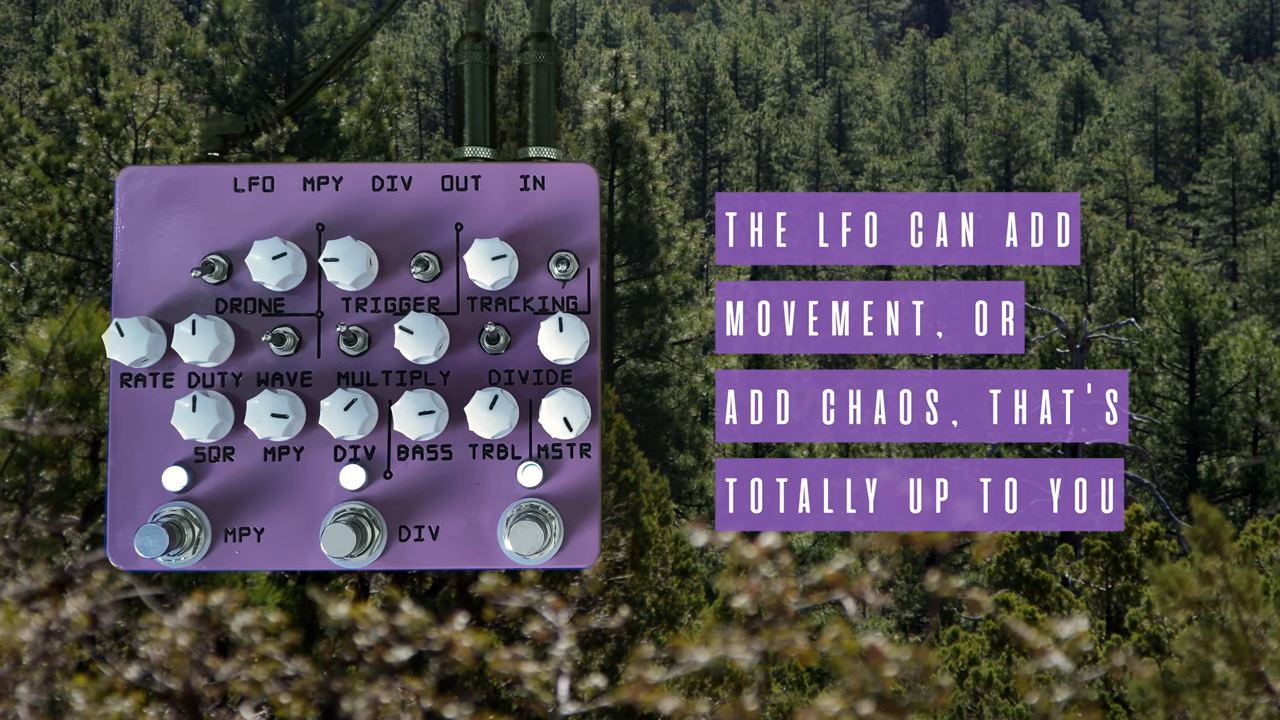 LFO MPY DIV OUT IN
DRONE TRIGGER TRACKING
RATE DUTY WAVE MULTIPLY DIVIDE
SQR MPY DIV BASS TRBL MSTR
MPY DIV
THE LFO CAN ADD
MOVEMENT, OR
ADD CHAOS, THAT'S
TOTALLY UP TO YOU